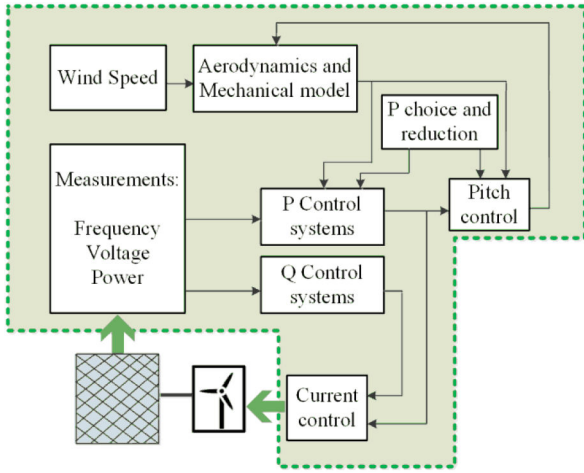 Wind Speed
Aerodynamics and
Mechanical model
P choice and
reduction
Measurements:
Frequency
Voltage
Power
P Control
systems
Pitch
control
Q Control
systems
Current
control